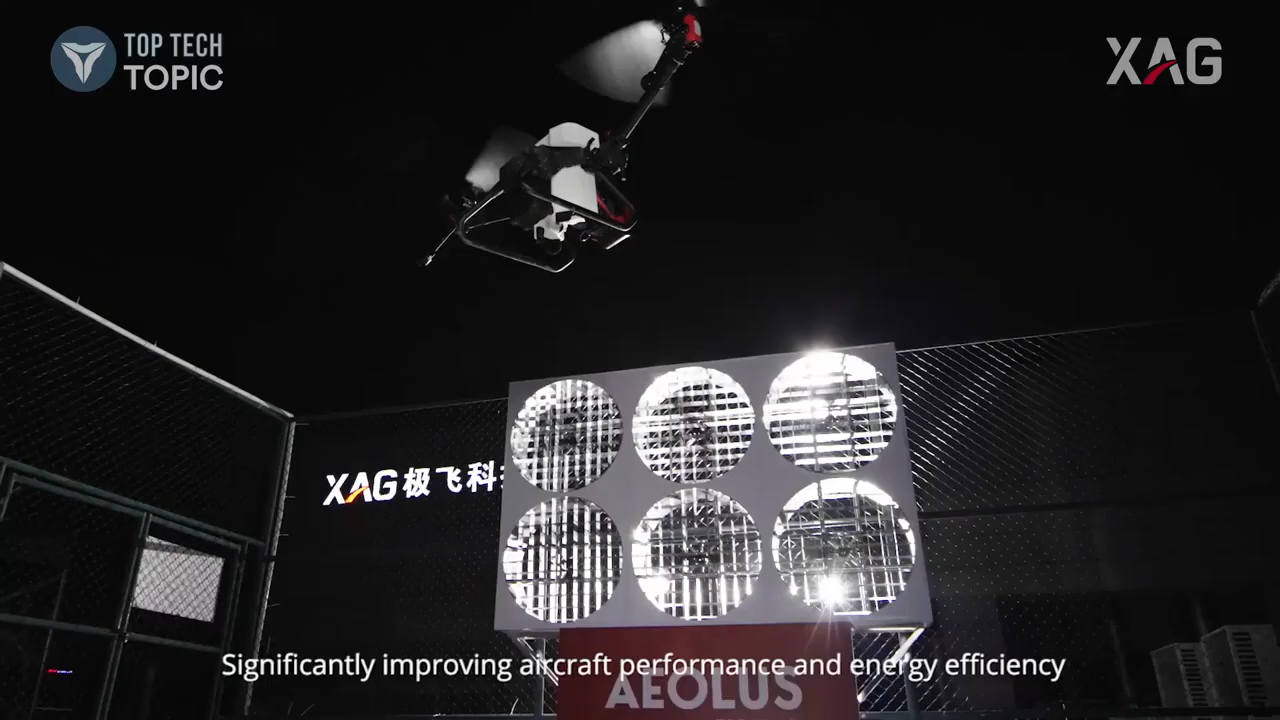 TOP TECH
TOPIC
XAG
XAG极飞科
Significantly improving aircraft performance and energy efficiency
AEOLUS